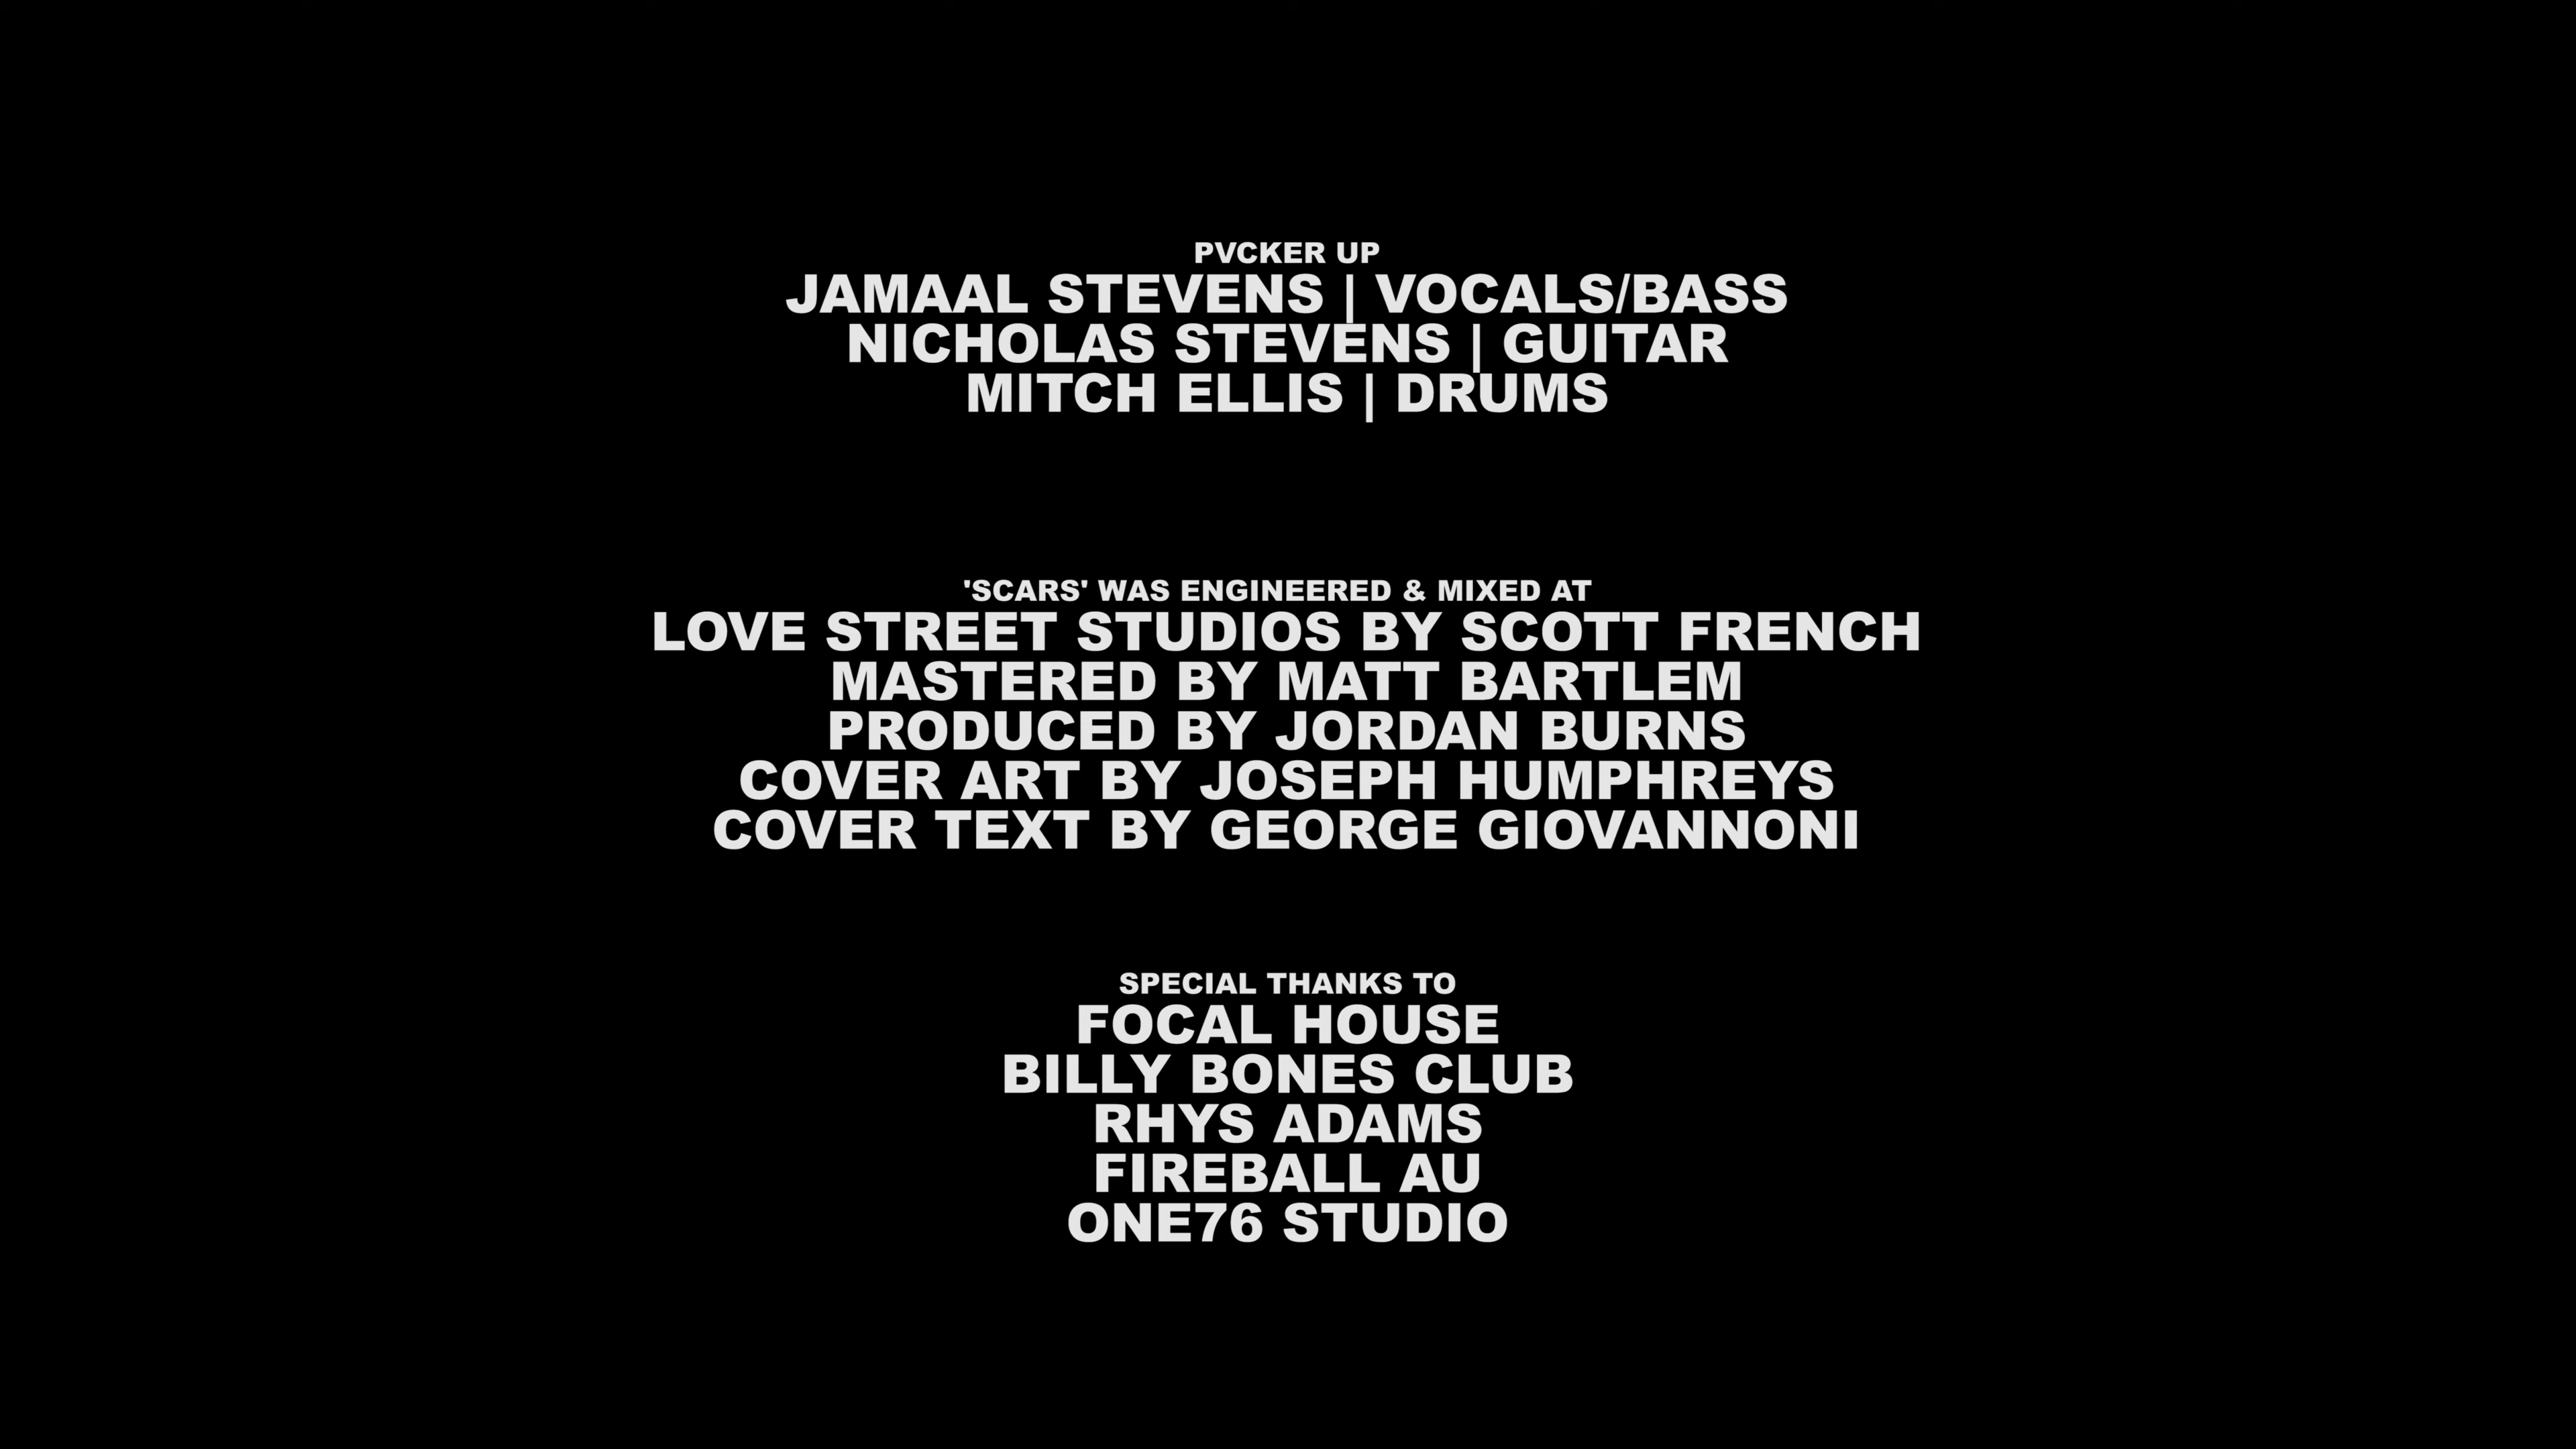 PVCKER UP
JAMAAL STEVENS | VOCALS/BASS
NICHOLAS STEVENS | GUITAR
MITCH ELLIS | DRUMS
'SCARS' WAS ENGINEERED & MIXED AT
LOVE STREET STUDIOS BY SCOTT FRENCH
MASTERED BY MATT BARTLEM
PRODUCED BY JORDAN BURNS
COVER ART BY JOSEPH HUMPHREYS
COVER TEXT BY GEORGE GIOVANNONI
SPECIAL THANKS TO
FOCAL HOUSE
BILLY BONES CLUB
RHYS ADAMS
FIREBALL AU
ONE76 STUDIO